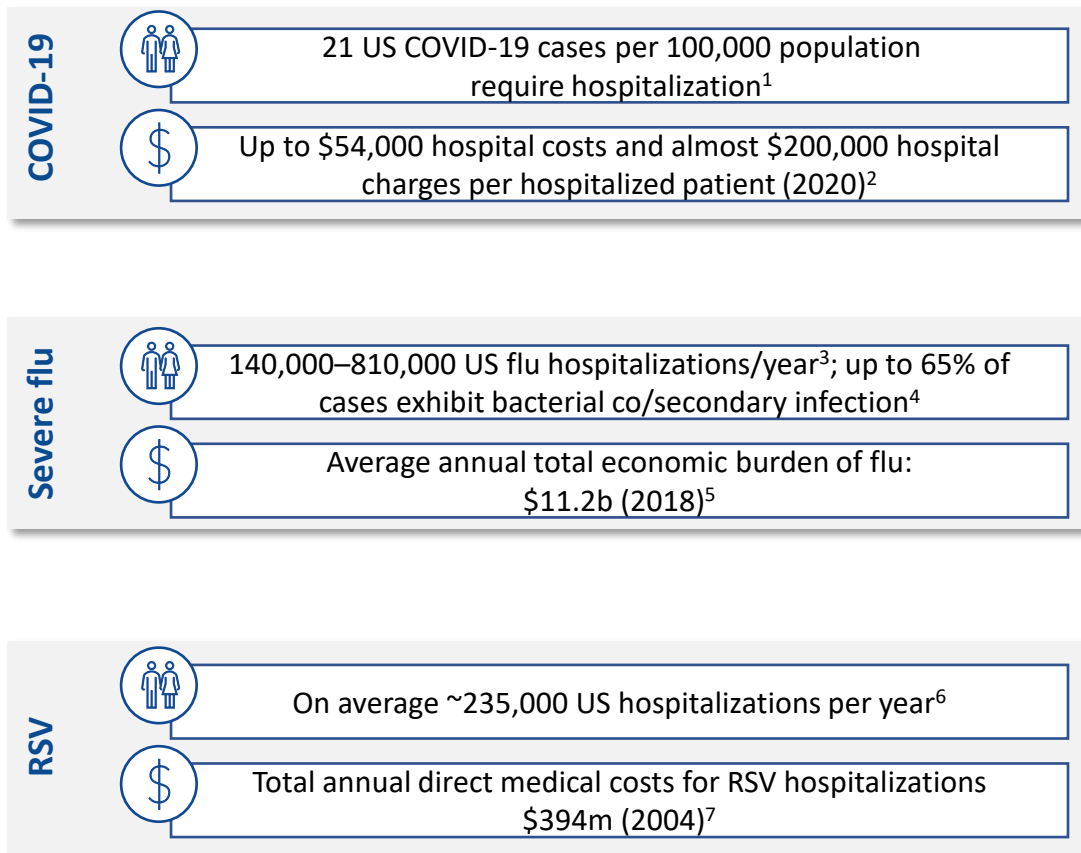 COVID-19
21 US COVID-19 cases per 100,000 population
require hospitalization¹
$
Up to $54,000 hospital costs and almost $200,000 hospital
charges per hospitalized patient (2020)²
Severe flu
140,000–810,000 US flu hospitalizations/year³; up to 65% of
cases exhibit bacterial co/secondary infection⁴
$
Average annual total economic burden of flu:
$11.2b (2018)⁵
RSV
On average ~235,000 US hospitalizations per year⁶
$
Total annual direct medical costs for RSV hospitalizations
$394m (2004)⁷